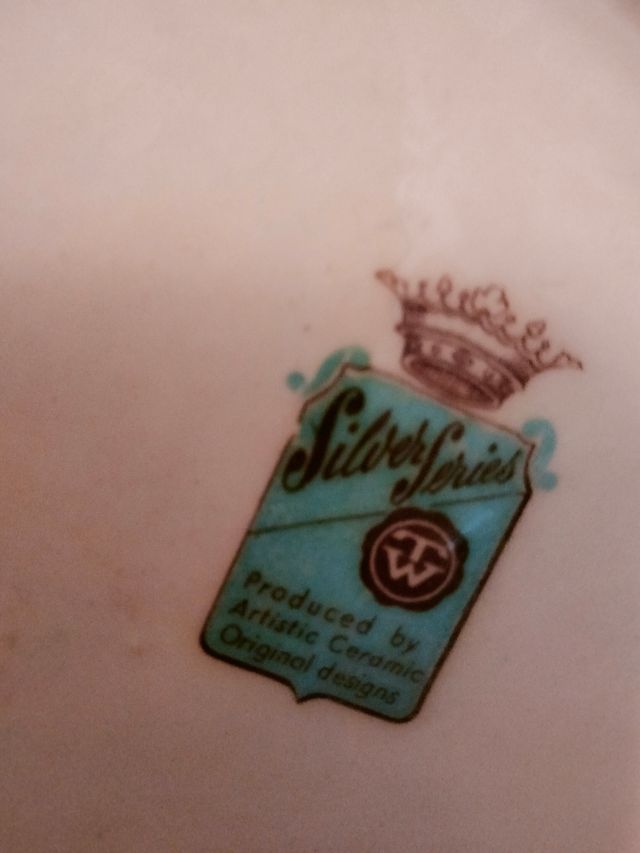 Silver Series
TW
Produced by
Artistic Ceramic
Original designs